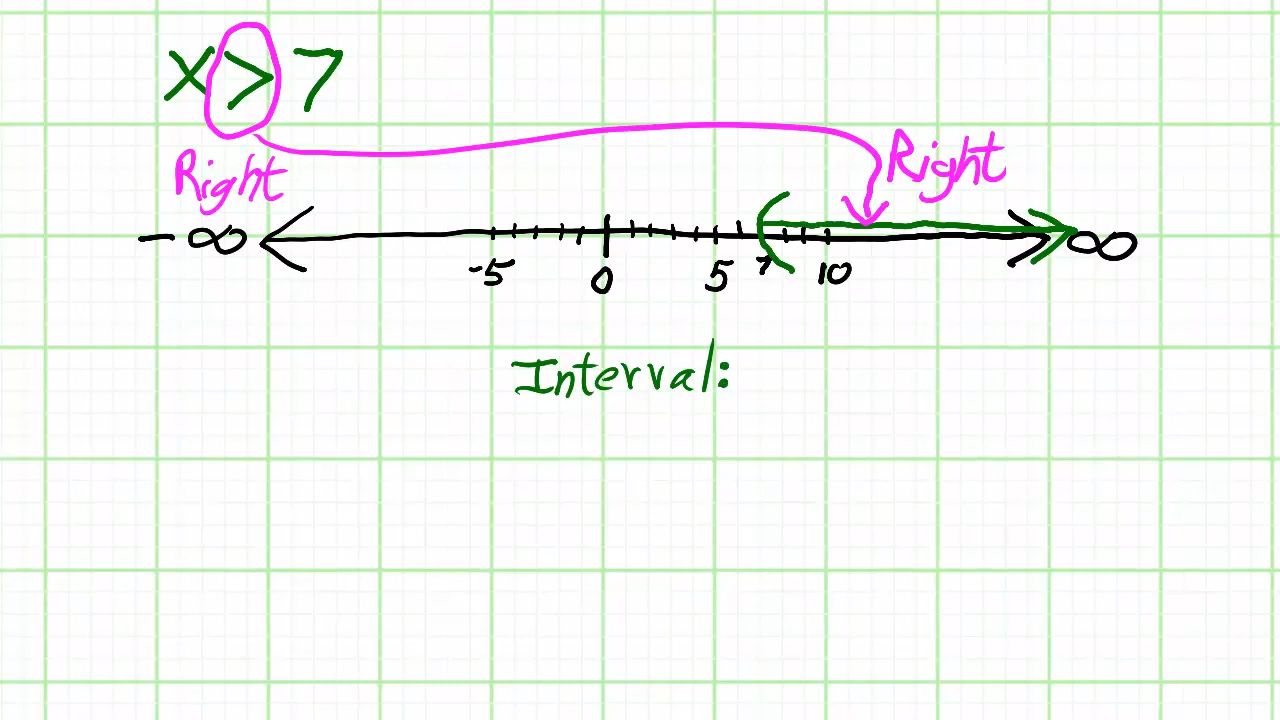 x > 7
Right
Right
-∞ ∞
-5 0 5 7 10
Interval: